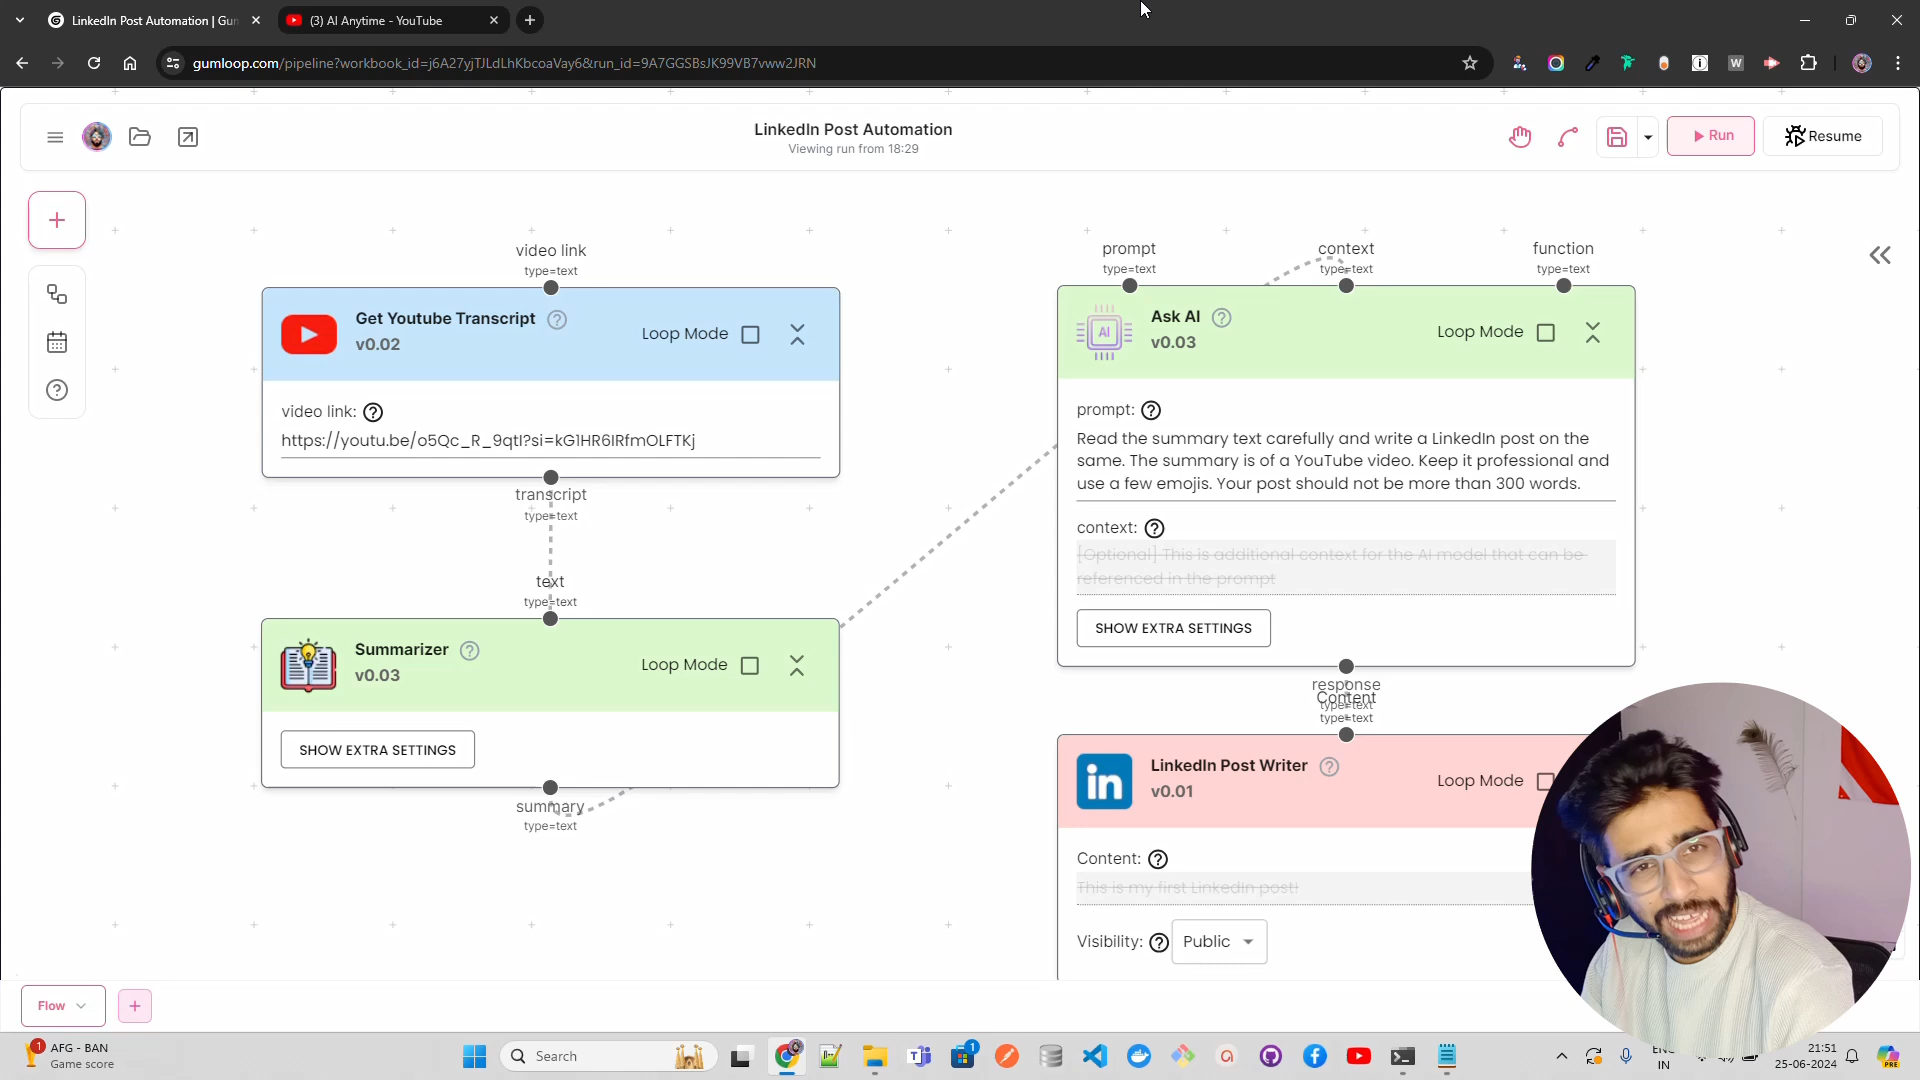 LinkedIn Post Automation | Gum
(3) AI Anytime - YouTube
gumloop.com/pipeline?workbook_id=j6A27yjTJLdLhKbcoaVay6&run_id=9A7GGSBsJK99VB7vww2JRN
LinkedIn Post Automation
Viewing run from 18:29
Run
Resume
video link
type=text
Get Youtube Transcript
v0.02
Loop Mode
video link:
https://youtu.be/o5Qc_R_9qtI?si=kG1HR6IRfmOLFTKj
transcript
type=text
text
type=text
Summarizer
v0.03
Loop Mode
SHOW EXTRA SETTINGS
summary
type=text
prompt
type=text
context
type=text
function
type=text
Ask AI
v0.03
Loop Mode
prompt:
Read the summary text carefully and write a LinkedIn post on the
same. The summary is of a YouTube video. Keep it professional and
use a few emojis. Your post should not be more than 300 words.
context:
[Optional] This is additional context for the AI model that can be
referenced in the prompt
SHOW EXTRA SETTINGS
response
type=text
Content
type=text
LinkedIn Post Writer
v0.01
Loop Mode
Content:
This is my first LinkedIn post!
Visibility:
Public
Flow
1
AFG - BAN
Game score
Search
1
IN
21:51
25-06-2024
PRE